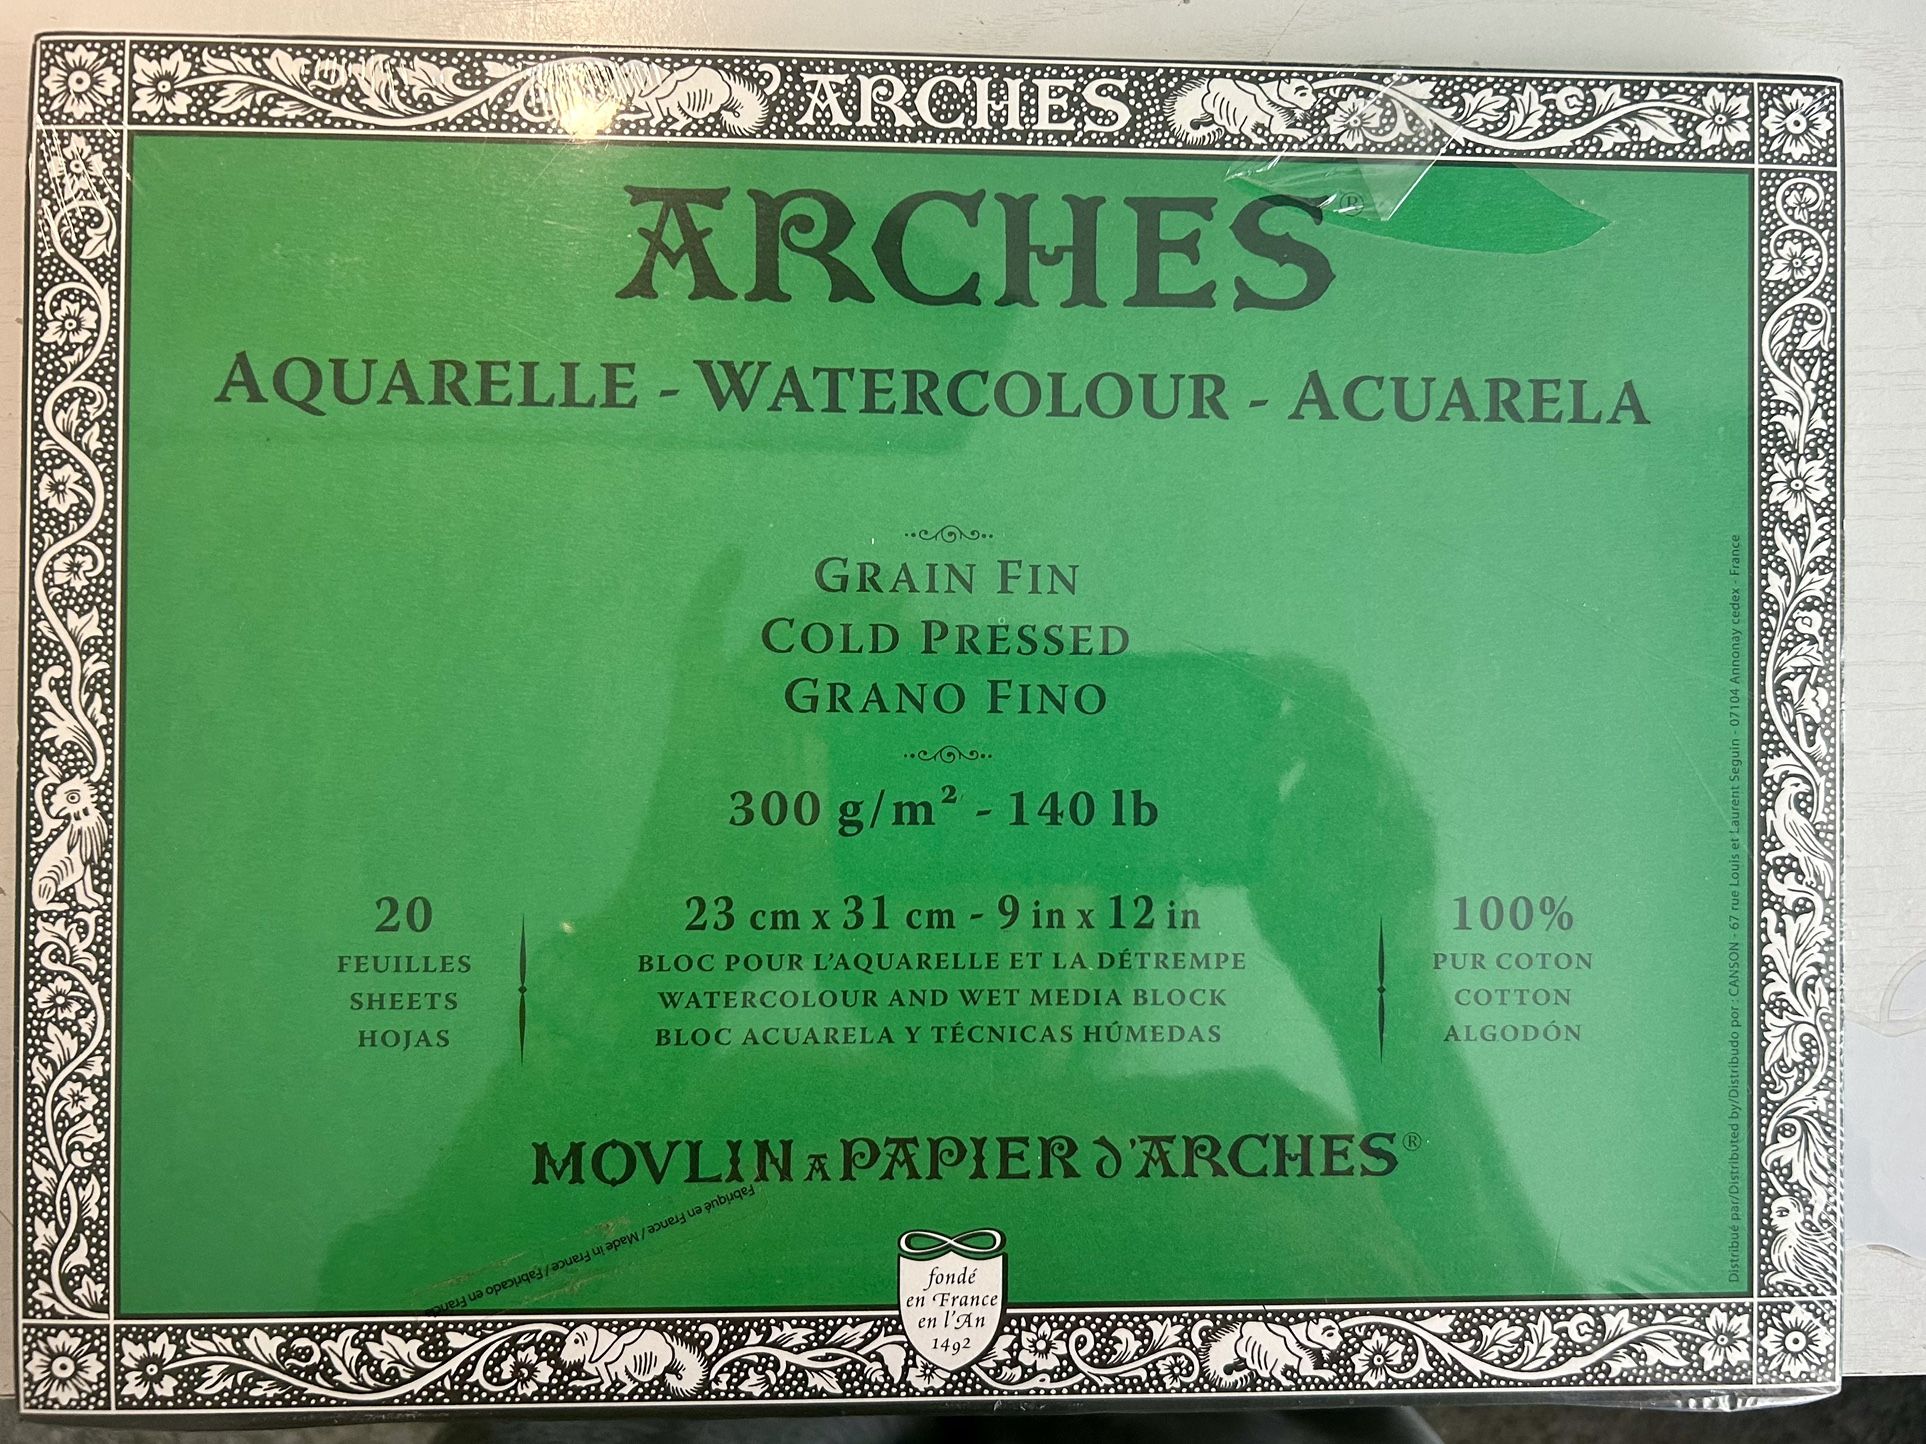 ARCHES
ARCHES®
AQUARELLE - WATERCOLOUR - ACUARELA
GRAIN FIN
COLD PRESSED
GRANO FINO
300 g/m² - 140 lb
20
FEUILLES
SHEETS
HOJAS
23 cm x 31 cm - 9 in x 12 in
BLOC POUR L'AQUARELLE ET LA DÉTREMPE
WATERCOLOUR AND WET MEDIA BLOCK
BLOC ACUARELA Y TÉCNICAS HÚMEDAS
100%
PUR COTON
COTTON
ALGODÓN
MOVLIN A PAPIER d'ARCHES®
Fabriqué en France / Made in France / Fabricado en Francia
fondé
en France
en l'An
1492
Distribué par/Distributed by/Distribudo por : CANSON - 67 rue Louis et Laurent Seguin - 07104 Annonay cedex - France